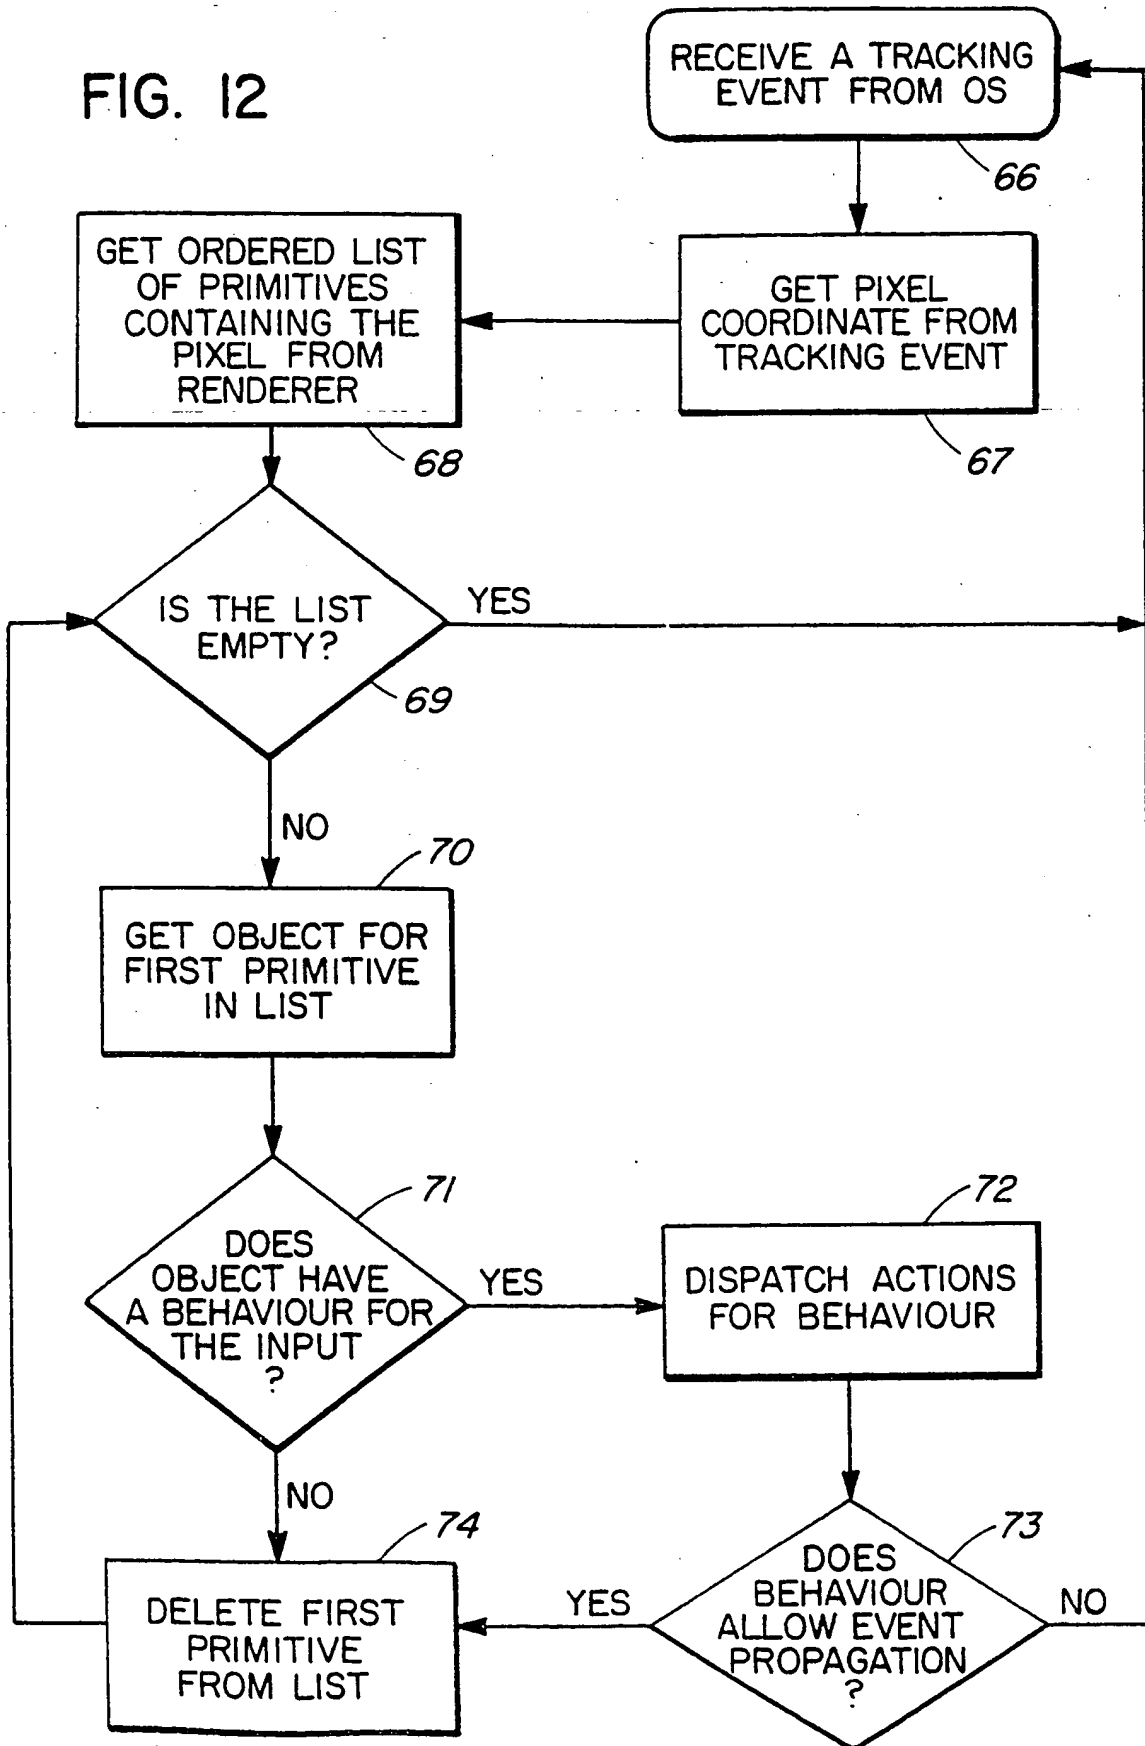 FIG. 12
RECEIVE A TRACKING
EVENT FROM OS
66
GET PIXEL
COORDINATE FROM
TRACKING EVENT
67
GET ORDERED LIST
OF PRIMITIVES
CONTAINING THE
PIXEL FROM
RENDERER
68
IS THE LIST
EMPTY?
69
YES
NO
70
GET OBJECT FOR
FIRST PRIMITIVE
IN LIST
71
DOES
OBJECT HAVE
A BEHAVIOUR FOR
THE INPUT
?
YES
NO
72
DISPATCH ACTIONS
FOR BEHAVIOUR
73
DOES
BEHAVIOUR
ALLOW EVENT
PROPAGATION
?
YES
NO
74
DELETE FIRST
PRIMITIVE
FROM LIST